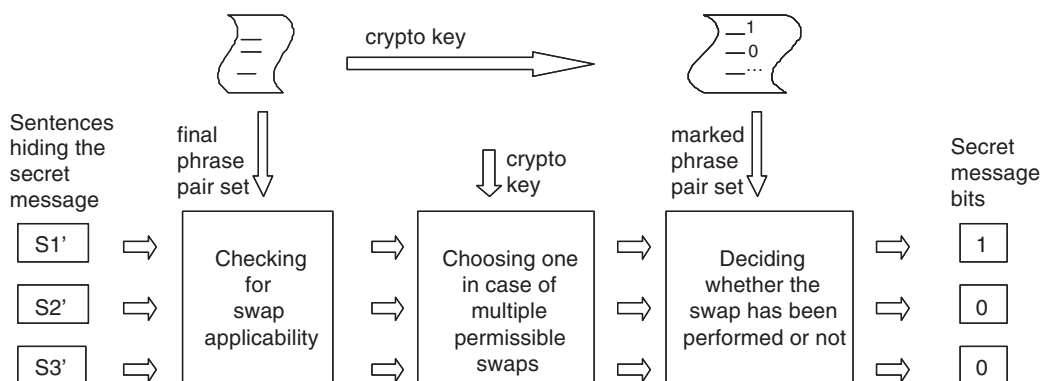 crypto key
1
0
...
Sentences
hiding the
secret
message
final
phrase
pair set
crypto
key
marked
phrase
pair set
Secret
message
bits
S1'
Checking
for
swap
applicability
Choosing one
in case of
multiple
permissible
swaps
Deciding
whether the
swap has been
performed or not
1
S2'
0
S3'
0